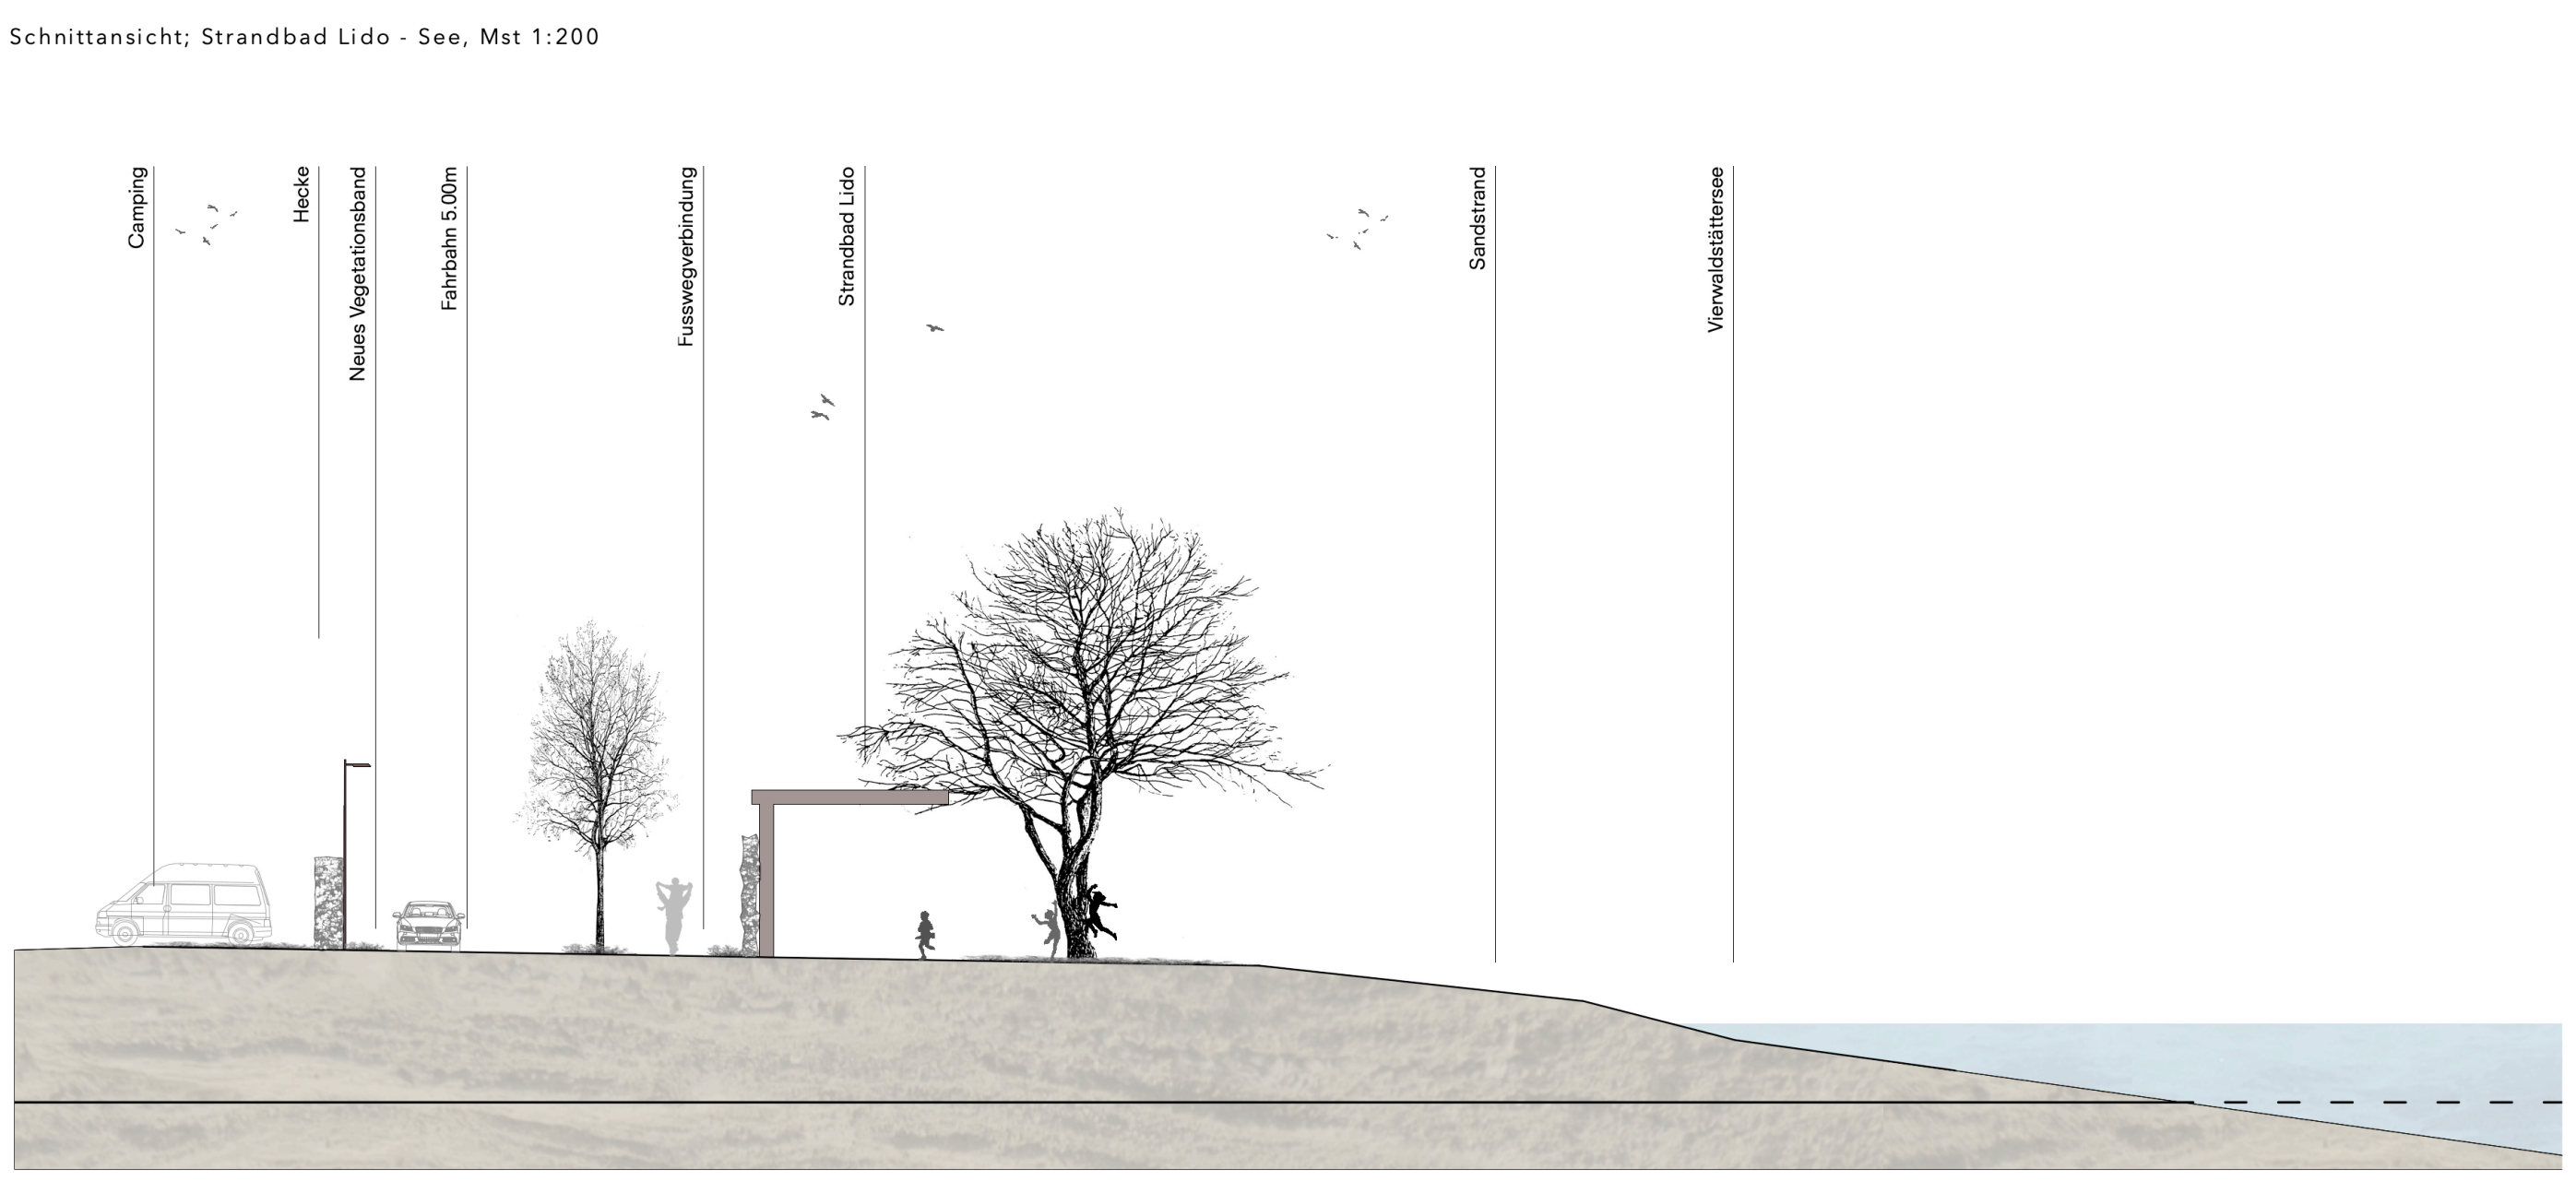 Schnittansicht; Strandbad Lido - See, Mst 1:200
Camping
Hecke
Neues Vegetationsband
Fahrbahn 5.00m
Fusswegverbindung
Strandbad Lido
Sandstrand
Vierwaldstättersee